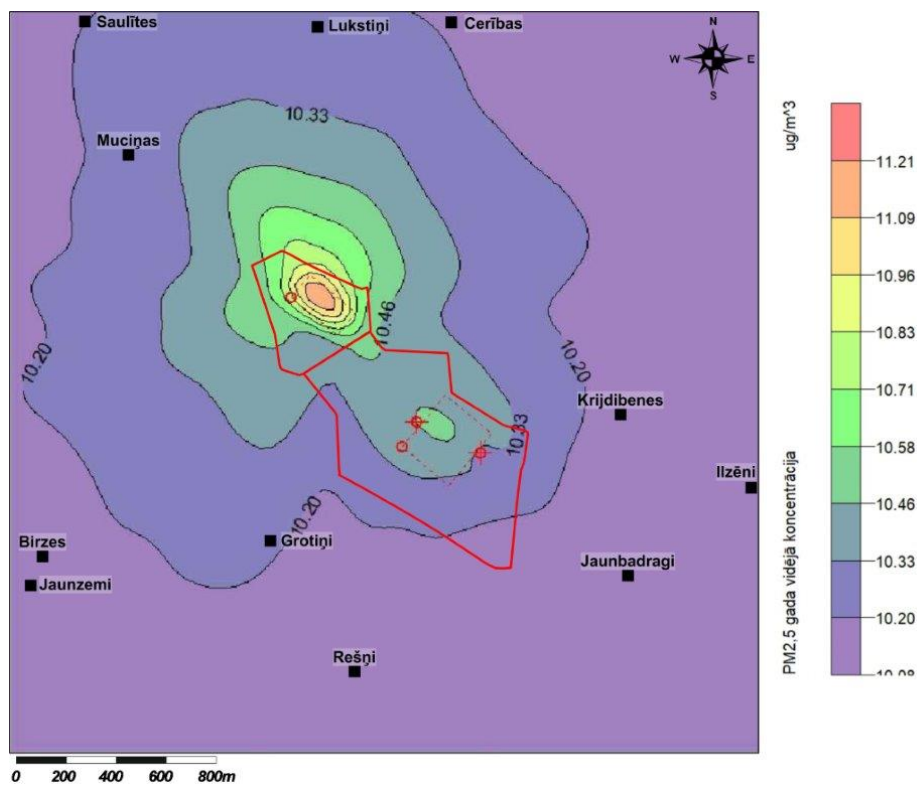 Saulītes
Lukstiņi
Cerības
N
W
E
S
Muciņas
10.33
10.46
10.20
10.20
Krijdibenes
10.33
Ilzēni
10.20
Grotiņi
Birzes
Jaunzemi
Jaunbadragi
Rešņi
0 200 400 600 800m
ug/m^3
PM2,5 gada vidējā koncentrācija
11.21
11.09
10.96
10.83
10.71
10.58
10.46
10.33
10.20
10.08